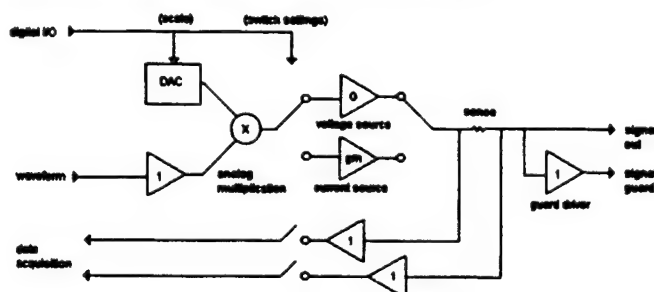 (scale)
(switch settings)
digital I/O
DAC
G
sense
X
voltage source
signal
out
gm
waveform
1
analog
multiplication
current source
1
signal
guard
guard driver
1
data
acquisition
1